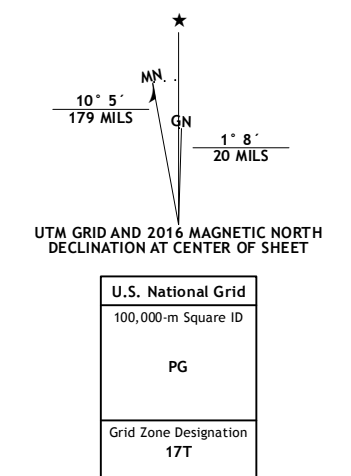 ★
MN
GN
10° 5´
179 MILS
1° 8´
20 MILS
UTM GRID AND 2016 MAGNETIC NORTH
DECLINATION AT CENTER OF SHEET
U.S. National Grid
100,000-m Square ID
PG
Grid Zone Designation
17T